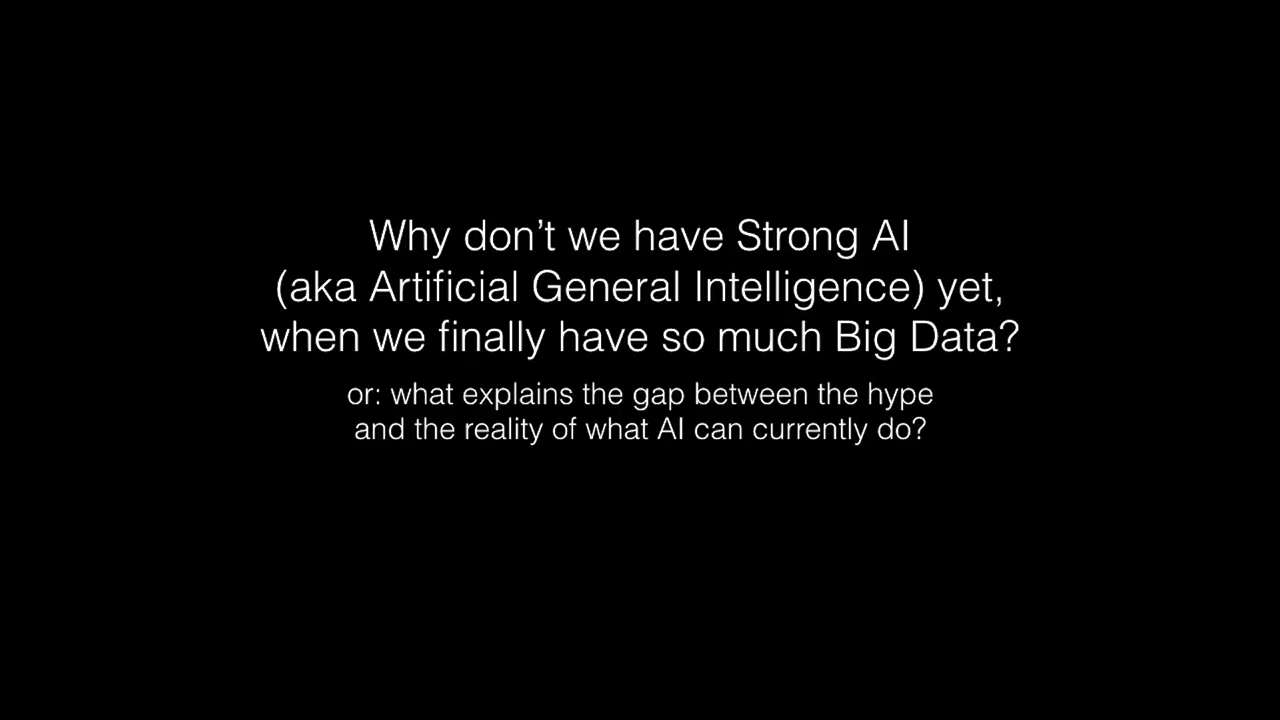 Why don’t we have Strong AI
(aka Artificial General Intelligence) yet,
when we finally have so much Big Data?
or: what explains the gap between the hype
and the reality of what AI can currently do?